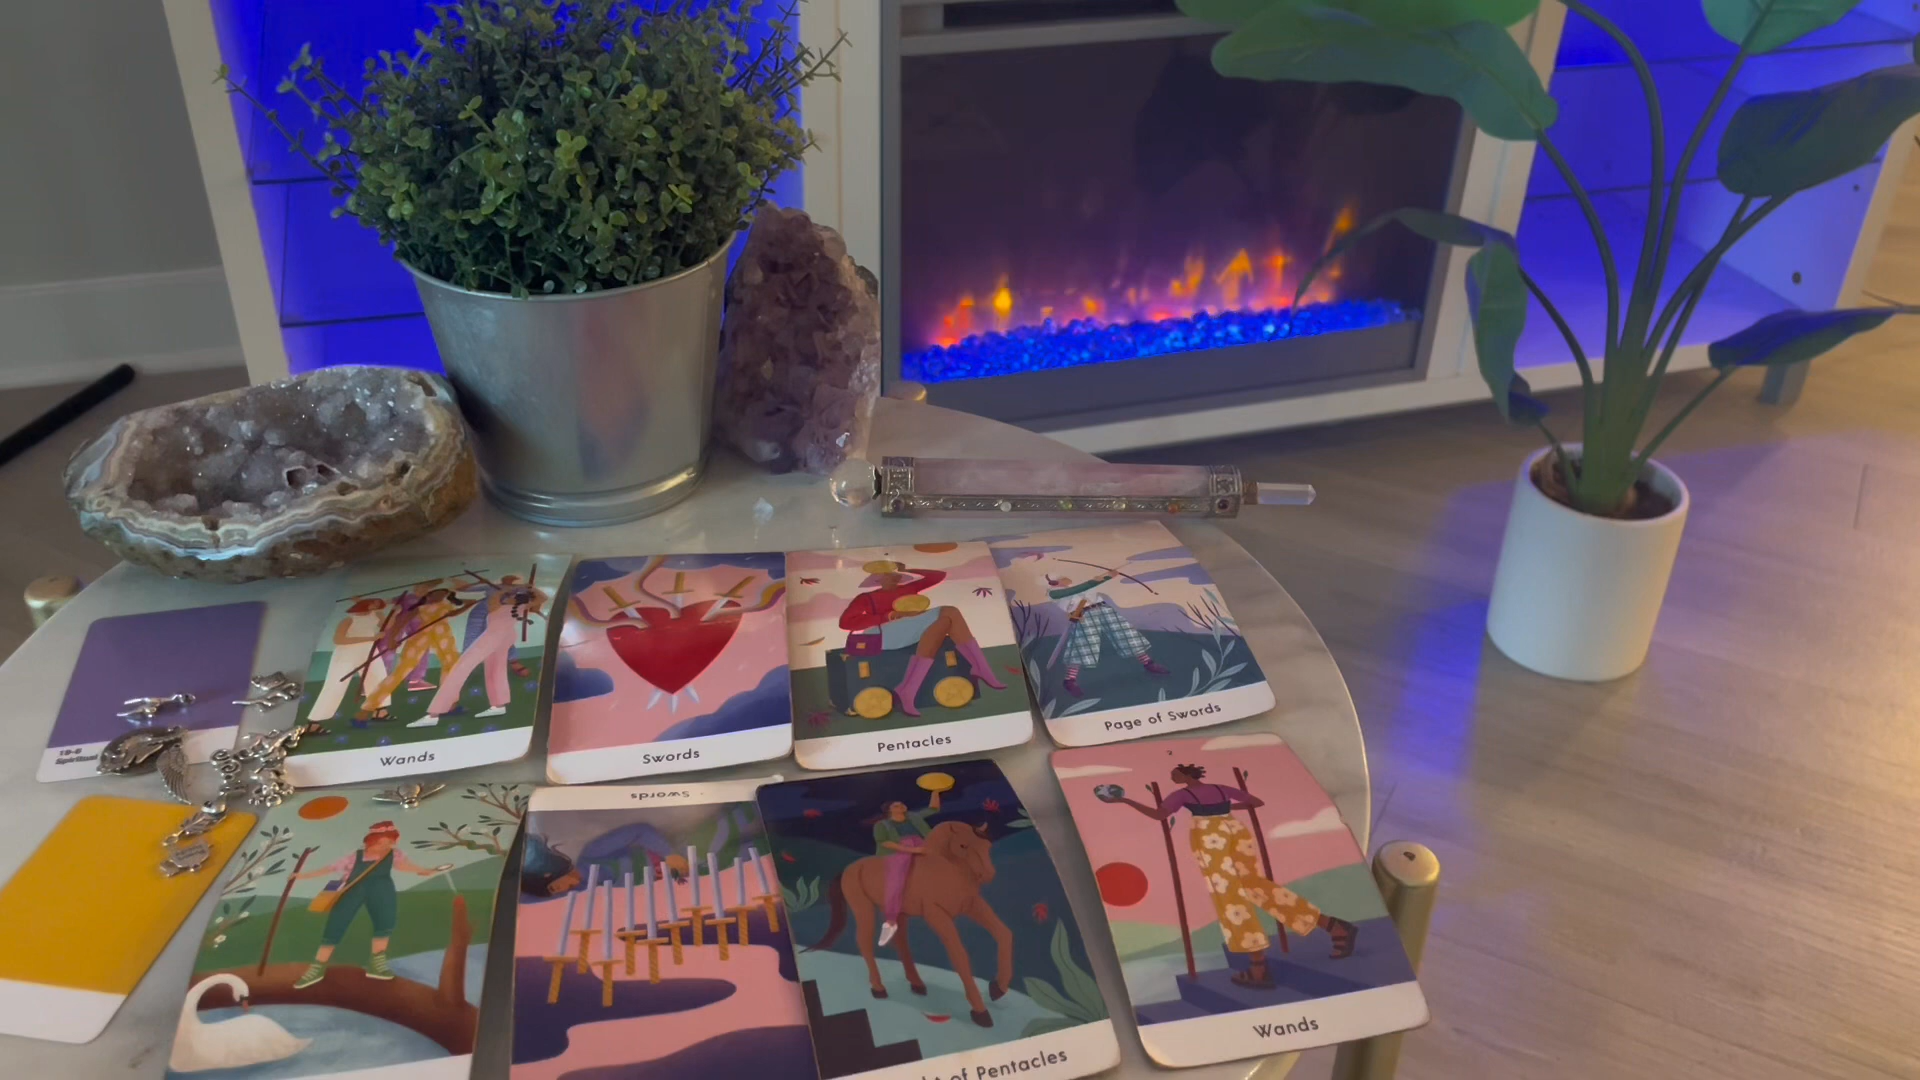 Wands
Swords
Pentacles
Page of Swords
Swords
of Pentacles
Wands